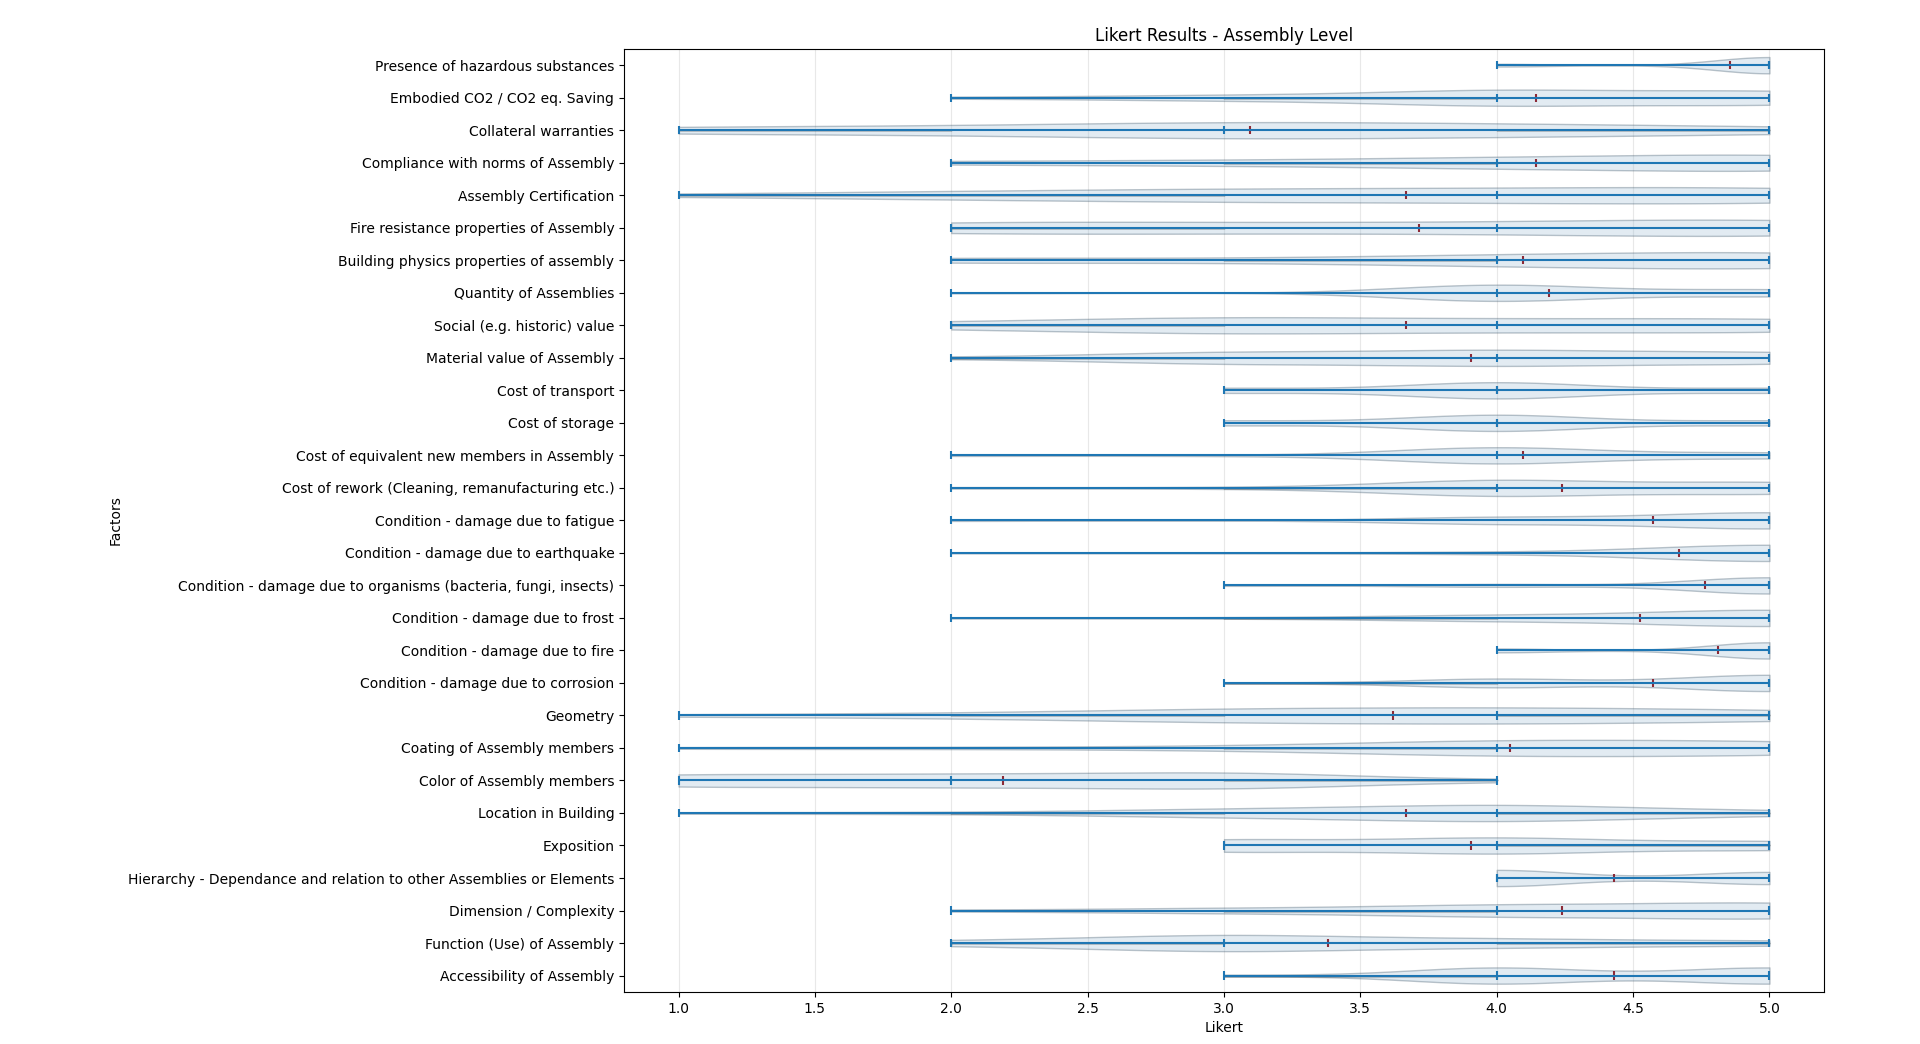 Likert Results - Assembly Level
Presence of hazardous substances
Embodied CO2 / CO2 eq. Saving
Collateral warranties
Compliance with norms of Assembly
Assembly Certification
Fire resistance properties of Assembly
Building physics properties of assembly
Quantity of Assemblies
Social (e.g. historic) value
Material value of Assembly
Cost of transport
Cost of storage
Cost of equivalent new members in Assembly
Cost of rework (Cleaning, remanufacturing etc.)
Condition - damage due to fatigue
Condition - damage due to earthquake
Condition - damage due to organisms (bacteria, fungi, insects)
Condition - damage due to frost
Condition - damage due to fire
Condition - damage due to corrosion
Geometry
Coating of Assembly members
Color of Assembly members
Location in Building
Exposition
Hierarchy - Dependance and relation to other Assemblies or Elements
Dimension / Complexity
Function (Use) of Assembly
Accessibility of Assembly
Factors
1.0 1.5 2.0 2.5 3.0 3.5 4.0 4.5 5.0
Likert